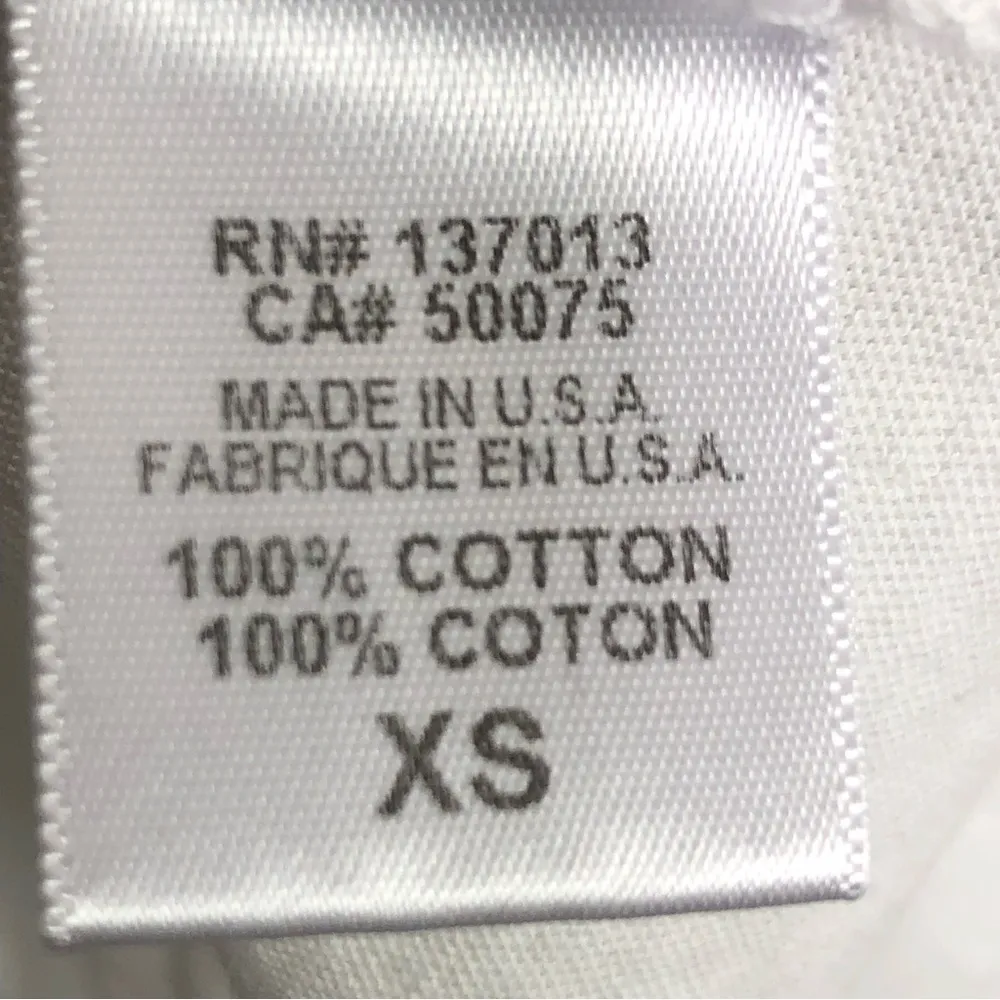 RN# 137013
CA# 50075
MADE IN U.S.A.
FABRIQUE EN U.S.A.
100% COTTON
100% COTON
XS